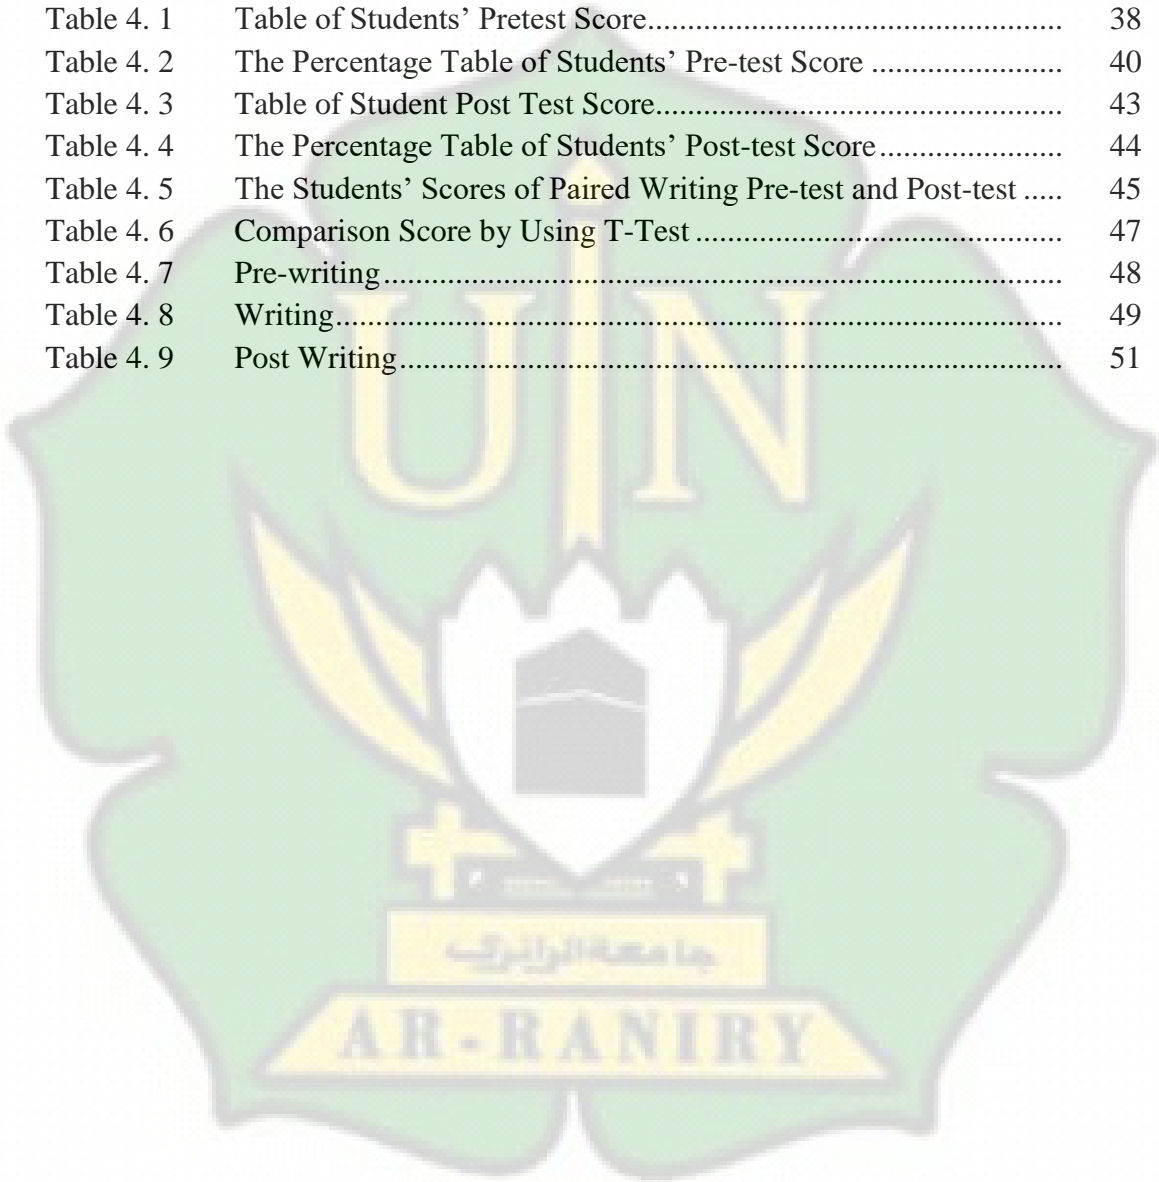 Table 4. 1 Table of Students’ Pretest Score.................................................... 38
Table 4. 2 The Percentage Table of Students’ Pre-test Score ........................ 40
Table 4. 3 Table of Student Post Test Score................................................... 43
Table 4. 4 The Percentage Table of Students’ Post-test Score....................... 44
Table 4. 5 The Students’ Scores of Paired Writing Pre-test and Post-test ..... 45
Table 4. 6 Comparison Score by Using T-Test .............................................. 47
Table 4. 7 Pre-writing..................................................................................... 48
Table 4. 8 Writing........................................................................................... 49
Table 4. 9 Post Writing................................................................................... 51
UIN
جامعة الرانري
AR-RANIRY